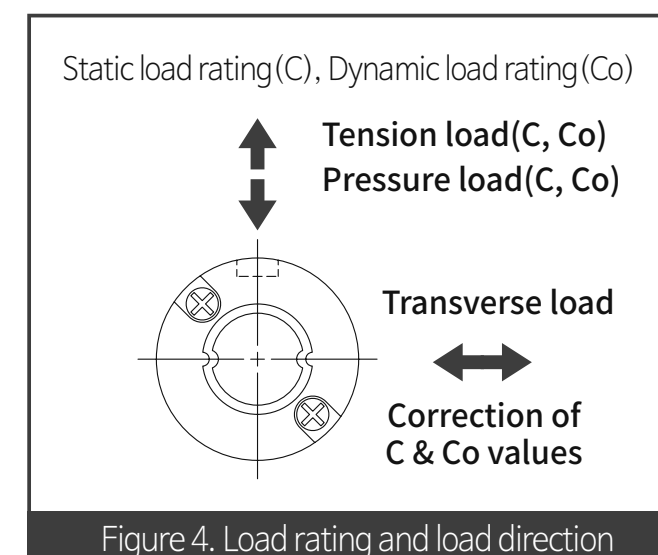 Static load rating(C), Dynamic load rating(Co)
Tension load(C, Co)
Pressure load(C, Co)
Transverse load
Correction of
C & Co values
Figure 4. Load rating and load direction